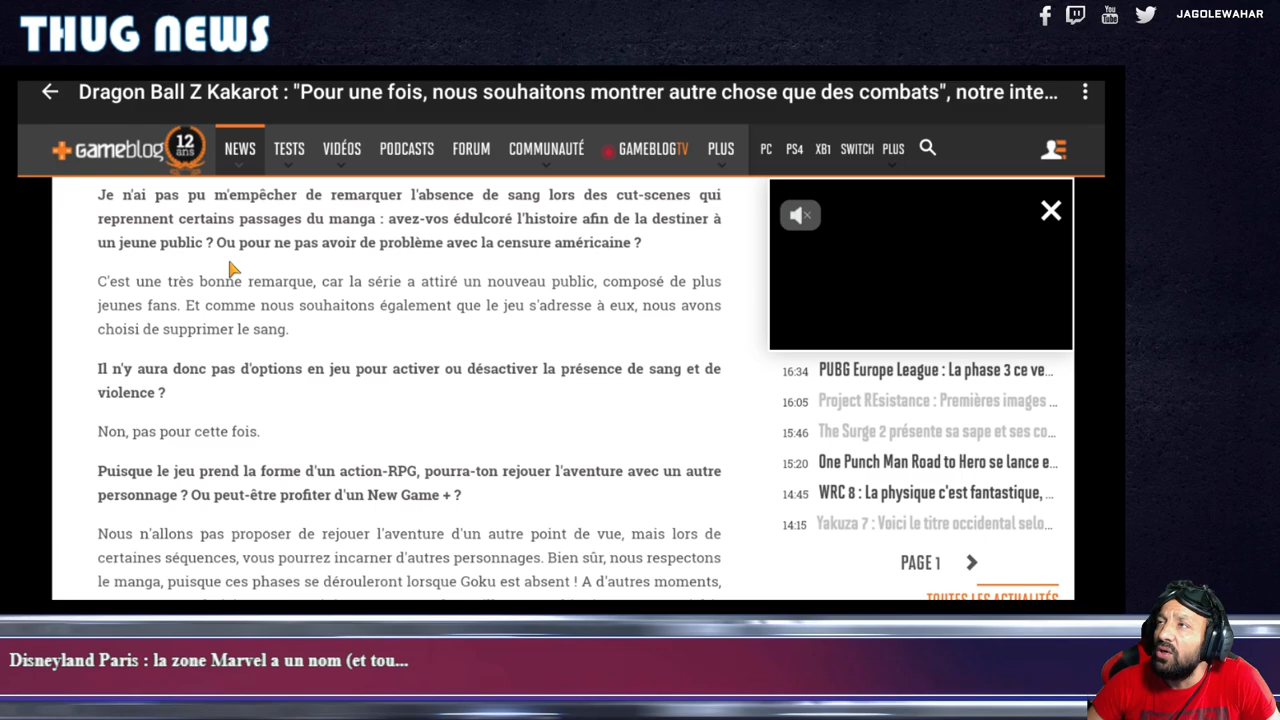 THUG NEWS
JAGOLEWAHAR
Dragon Ball Z Kakarot : "Pour une fois, nous souhaitons montrer autre chose que des combats", notre inte...
gameblog 12 ans NEWS TESTS VIDÉOS PODCASTS FORUM COMMUNAUTÉ GAMEBLOGTV PLUS PC PS4 XB1 SWITCH PLUS
Je n'ai pas pu m'empêcher de remarquer l'absence de sang lors des cut-scenes qui
reprennent certains passages du manga : avez-vos édulcoré l'histoire afin de la destiner à
un jeune public ? Ou pour ne pas avoir de problème avec la censure américaine ?
C'est une très bonne remarque, car la série a attiré un nouveau public, composé de plus
jeunes fans. Et comme nous souhaitons également que le jeu s'adresse à eux, nous avons
choisi de supprimer le sang.
Il n'y aura donc pas d'options en jeu pour activer ou désactiver la présence de sang et de
violence ?
Non, pas pour cette fois.
Puisque le jeu prend la forme d'un action-RPG, pourra-ton rejouer l'aventure avec un autre
personnage ? Ou peut-être profiter d'un New Game + ?
Nous n'allons pas proposer de rejouer l'aventure d'un autre point de vue, mais lors de
certaines séquences, vous pourrez incarner d'autres personnages. Bien sûr, nous respectons
le manga, puisque ces phases se dérouleront lorsque Goku est absent ! A d'autres moments,
16:34 PUBG Europe League : La phase 3 ce ve...
16:05 Project REsistance : Premières images ...
15:46 The Surge 2 présente sa sape et ses co...
15:20 One Punch Man Road to Hero se lance e...
14:45 WRC 8 : La physique c'est fantastique, ...
14:15 Yakuza 7 : Voici le titre occidental selo...
PAGE 1
TOUTES LES ACTUALITÉS
Disneyland Paris : la zone Marvel a un nom (et tou...